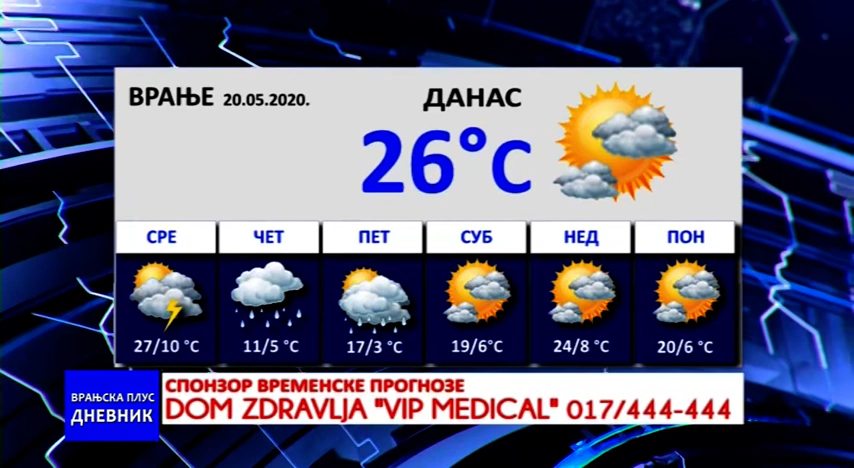 ВРАЊЕ 20.05.2020.
ДАНАС
26°C
СРЕ ЧЕТ ПЕТ СУБ НЕД ПОН
27/10 °C 11/5 °C 17/3 °C 19/6°C 24/8 °C 20/6 °C
ВРАЊСКА ПЛУС
ДНЕВНИК
СПОНЗОР ВРЕМЕНСКЕ ПРОГНОЗЕ
DOM ZDRAVLJA "VIP MEDICAL" 017/444-444